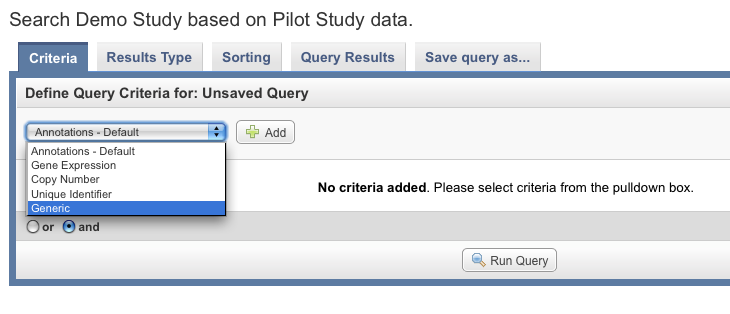 Search Demo Study based on Pilot Study data.
Criteria Results Type Sorting Query Results Save query as...
Define Query Criteria for: Unsaved Query
Annotations - Default Add
Annotations - Default
Gene Expression
Copy Number
Unique Identifier
Generic
No criteria added. Please select criteria from the pulldown box.
or and
Run Query